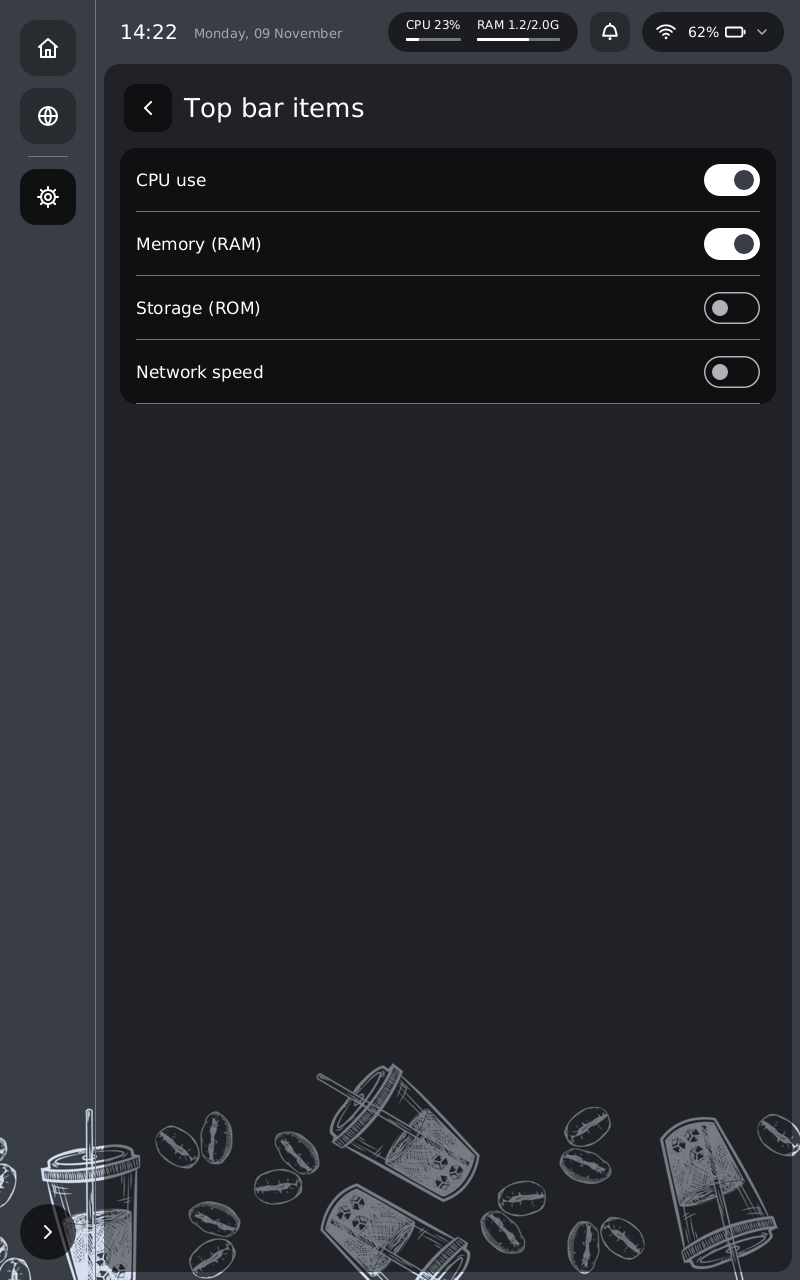 14:22 Monday, 09 November CPU 23% RAM 1.2/2.0G 62%
Top bar items
CPU use
Memory (RAM)
Storage (ROM)
Network speed